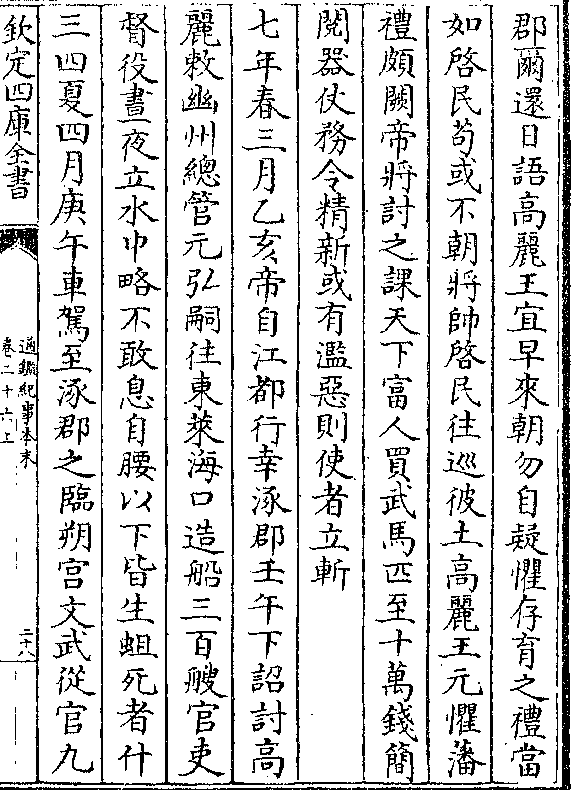 郡爾還日語高麗王宜早來朝勿自疑懼存育之禮當
如啓民苟或不朝將帥啓民往巡彼土高麗王元懼藩
禮頗闕帝將討之課天下富人買武馬匹至十萬錢簡
閱器仗務令精新或有濫惡則使者立斬
七年春三月乙亥帝自江都行幸涿郡壬午下詔討高
麗敕幽州總管元弘嗣往東萊海口造船三百艘官吏
督役晝夜立水中略不敢息自腰以下皆生蛆死者什
三四夏四月庚午車駕至涿郡之臨朔宫文武從官九
欽定四庫全書
通鑑紀事本末
卷二十六上
二十八